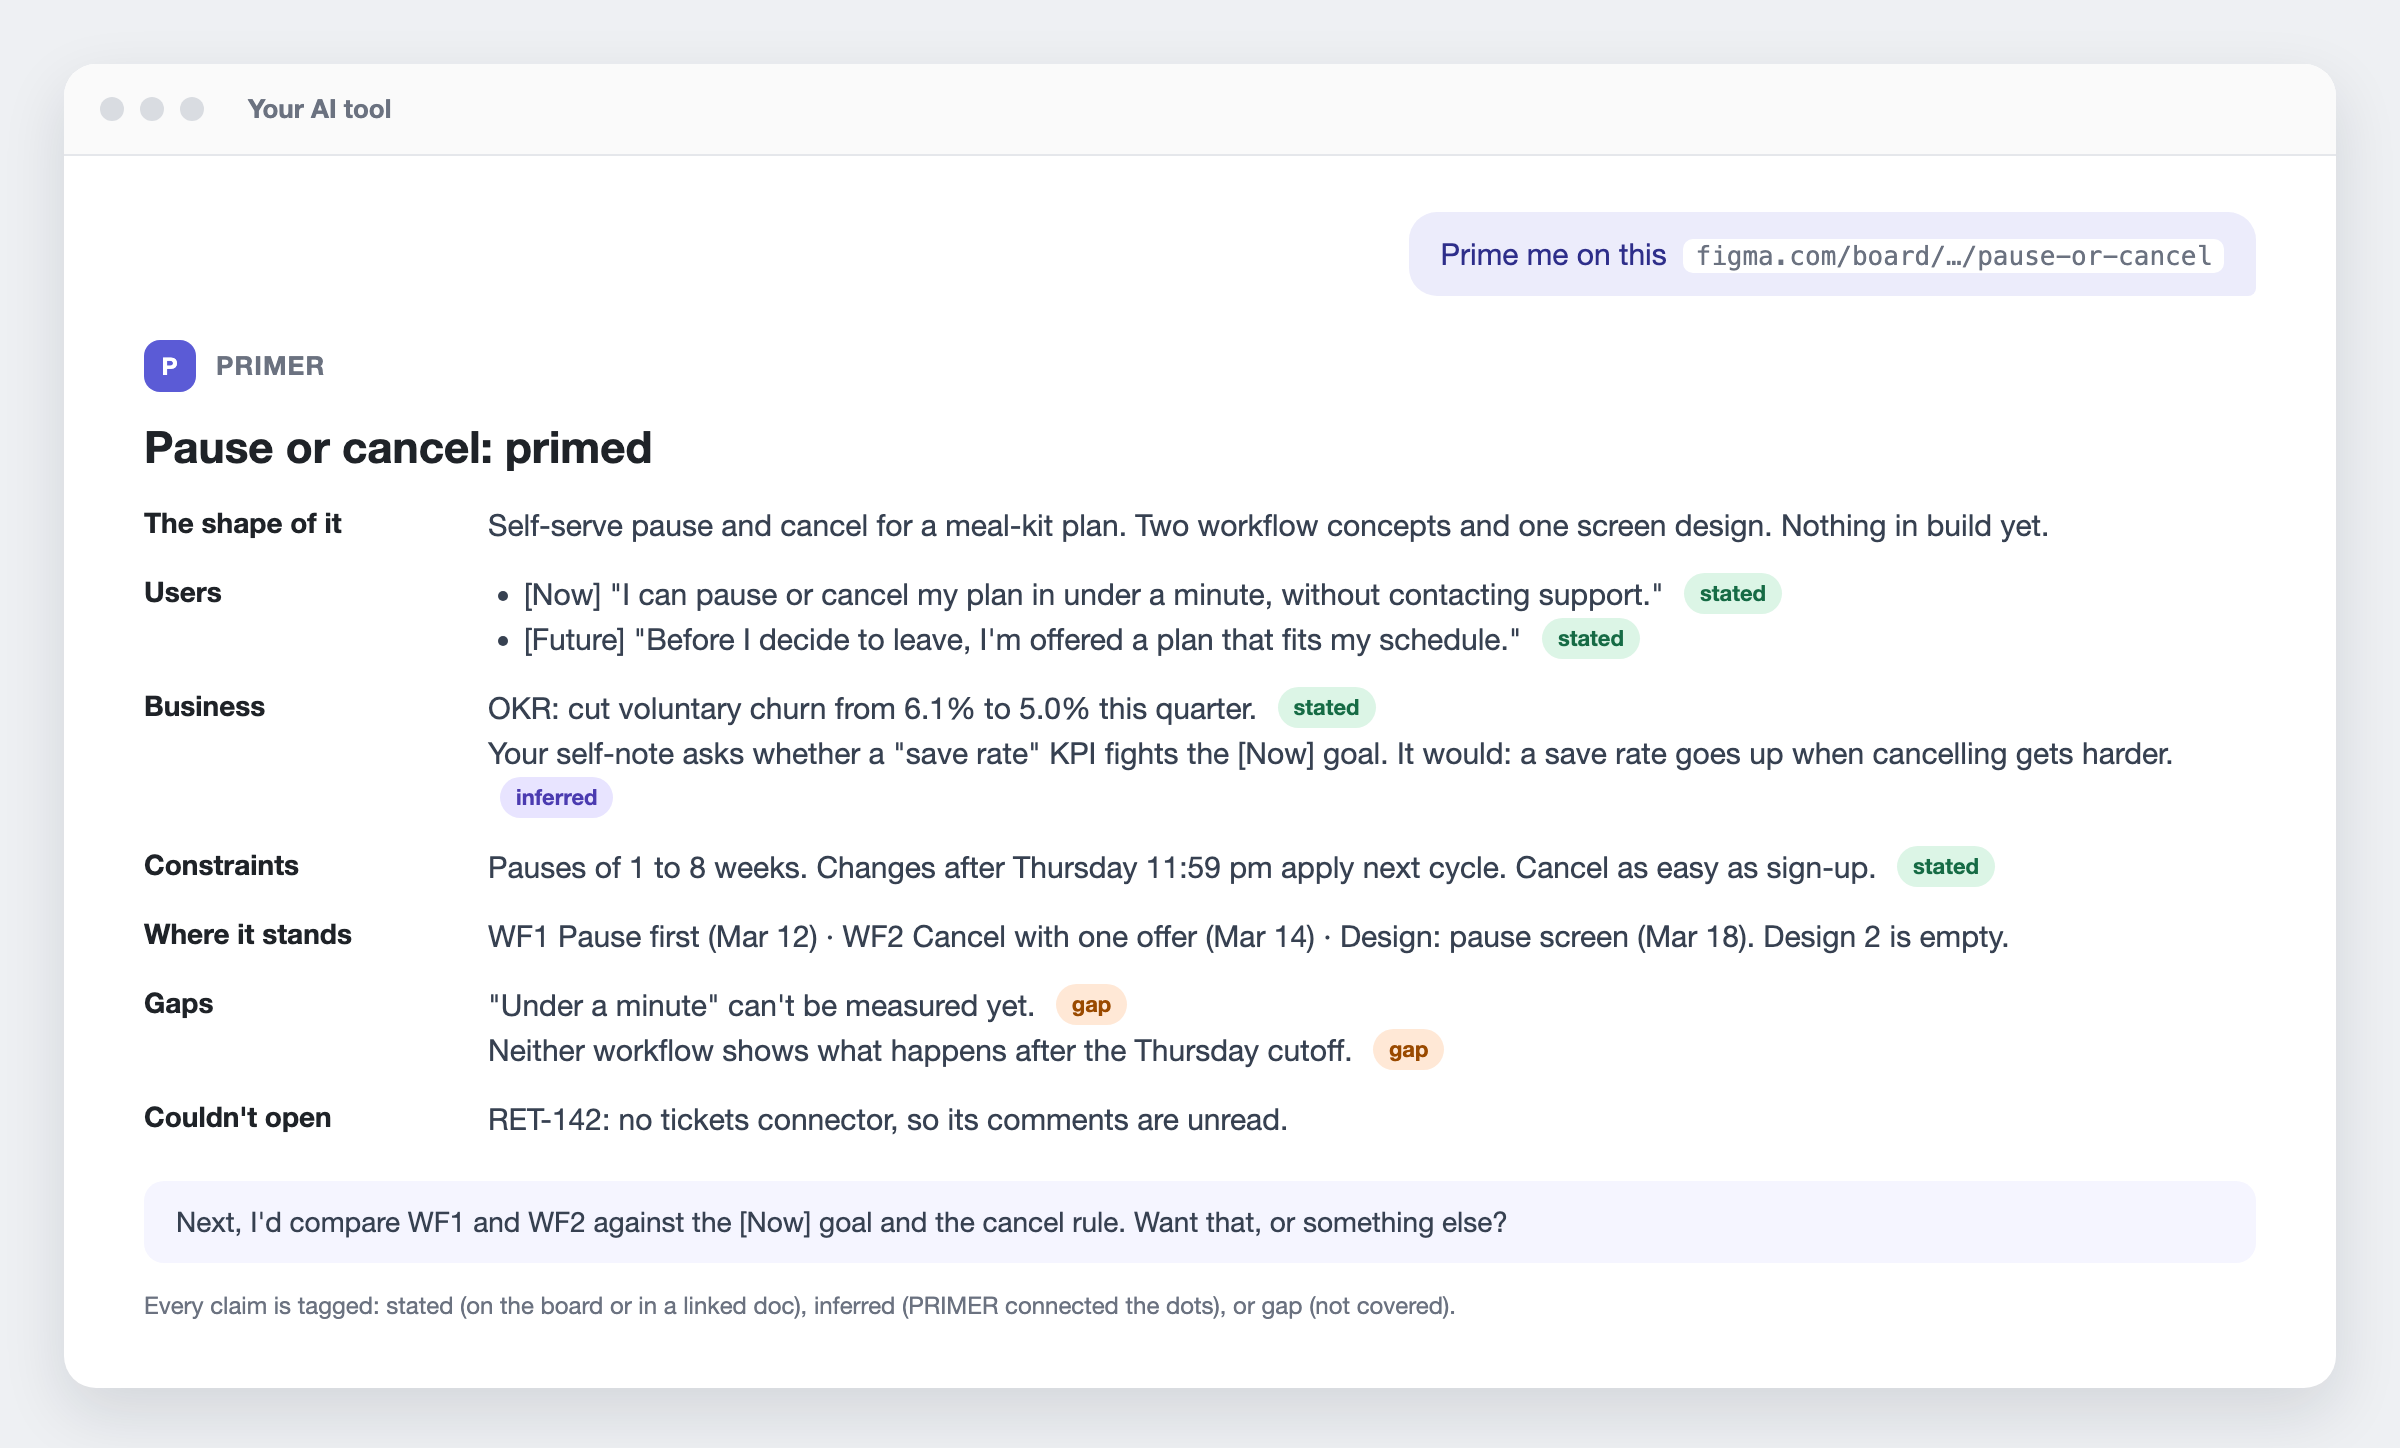 Your AI tool
Prime me on this figma.com/board/…/pause-or-cancel
P PRIMER
Pause or cancel: primed
The shape of it Self-serve pause and cancel for a meal-kit plan. Two workflow concepts and one screen design. Nothing in build yet.
Users • [Now] "I can pause or cancel my plan in under a minute, without contacting support." stated
• [Future] "Before I decide to leave, I'm offered a plan that fits my schedule." stated
Business OKR: cut voluntary churn from 6.1% to 5.0% this quarter. stated
Your self-note asks whether a "save rate" KPI fights the [Now] goal. It would: a save rate goes up when cancelling gets harder.
inferred
Constraints Pauses of 1 to 8 weeks. Changes after Thursday 11:59 pm apply next cycle. Cancel as easy as sign-up. stated
Where it stands WF1 Pause first (Mar 12) · WF2 Cancel with one offer (Mar 14) · Design: pause screen (Mar 18). Design 2 is empty.
Gaps "Under a minute" can't be measured yet. gap
Neither workflow shows what happens after the Thursday cutoff. gap
Couldn't open RET-142: no tickets connector, so its comments are unread.
Next, I'd compare WF1 and WF2 against the [Now] goal and the cancel rule. Want that, or something else?
Every claim is tagged: stated (on the board or in a linked doc), inferred (PRIMER connected the dots), or gap (not covered).